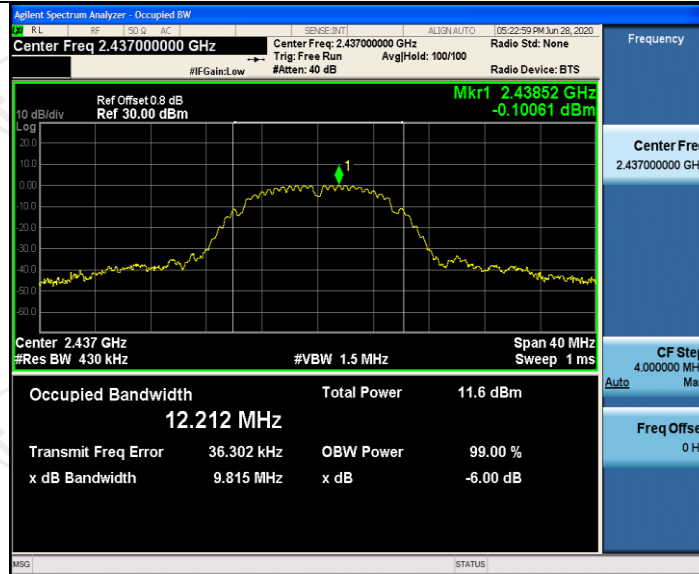 Agilent Spectrum Analyzer - Occupied BW
RL RF 50 Ω AC SENSE:INT ALIGN AUTO 05:22:59 PM Jun 28, 2020
Center Freq 2.437000000 GHz Center Freq: 2.437000000 GHz Radio Std: None
Trig: Free Run Avg|Hold: 100/100
#IFGain:Low #Atten: 40 dB Radio Device: BTS
Frequency
Ref Offset 0.8 dB Mkr1 2.43852 GHz
10 dB/div Ref 30.00 dBm -0.10061 dBm
Log
20.0
10.0
0.00
-10.0
-20.0
-30.0
-40.0
-50.0
-60.0
1
Center Fre
2.437000000 GH
Center 2.437 GHz Span 40 MHz
#Res BW 430 kHz #VBW 1.5 MHz Sweep 1 ms
CF Ste
4.000000 MH
Auto Ma
Occupied Bandwidth Total Power 11.6 dBm
12.212 MHz
Transmit Freq Error 36.302 kHz OBW Power 99.00 %
x dB Bandwidth 9.815 MHz x dB -6.00 dB
Freq Offse
0 H
MSG STATUS